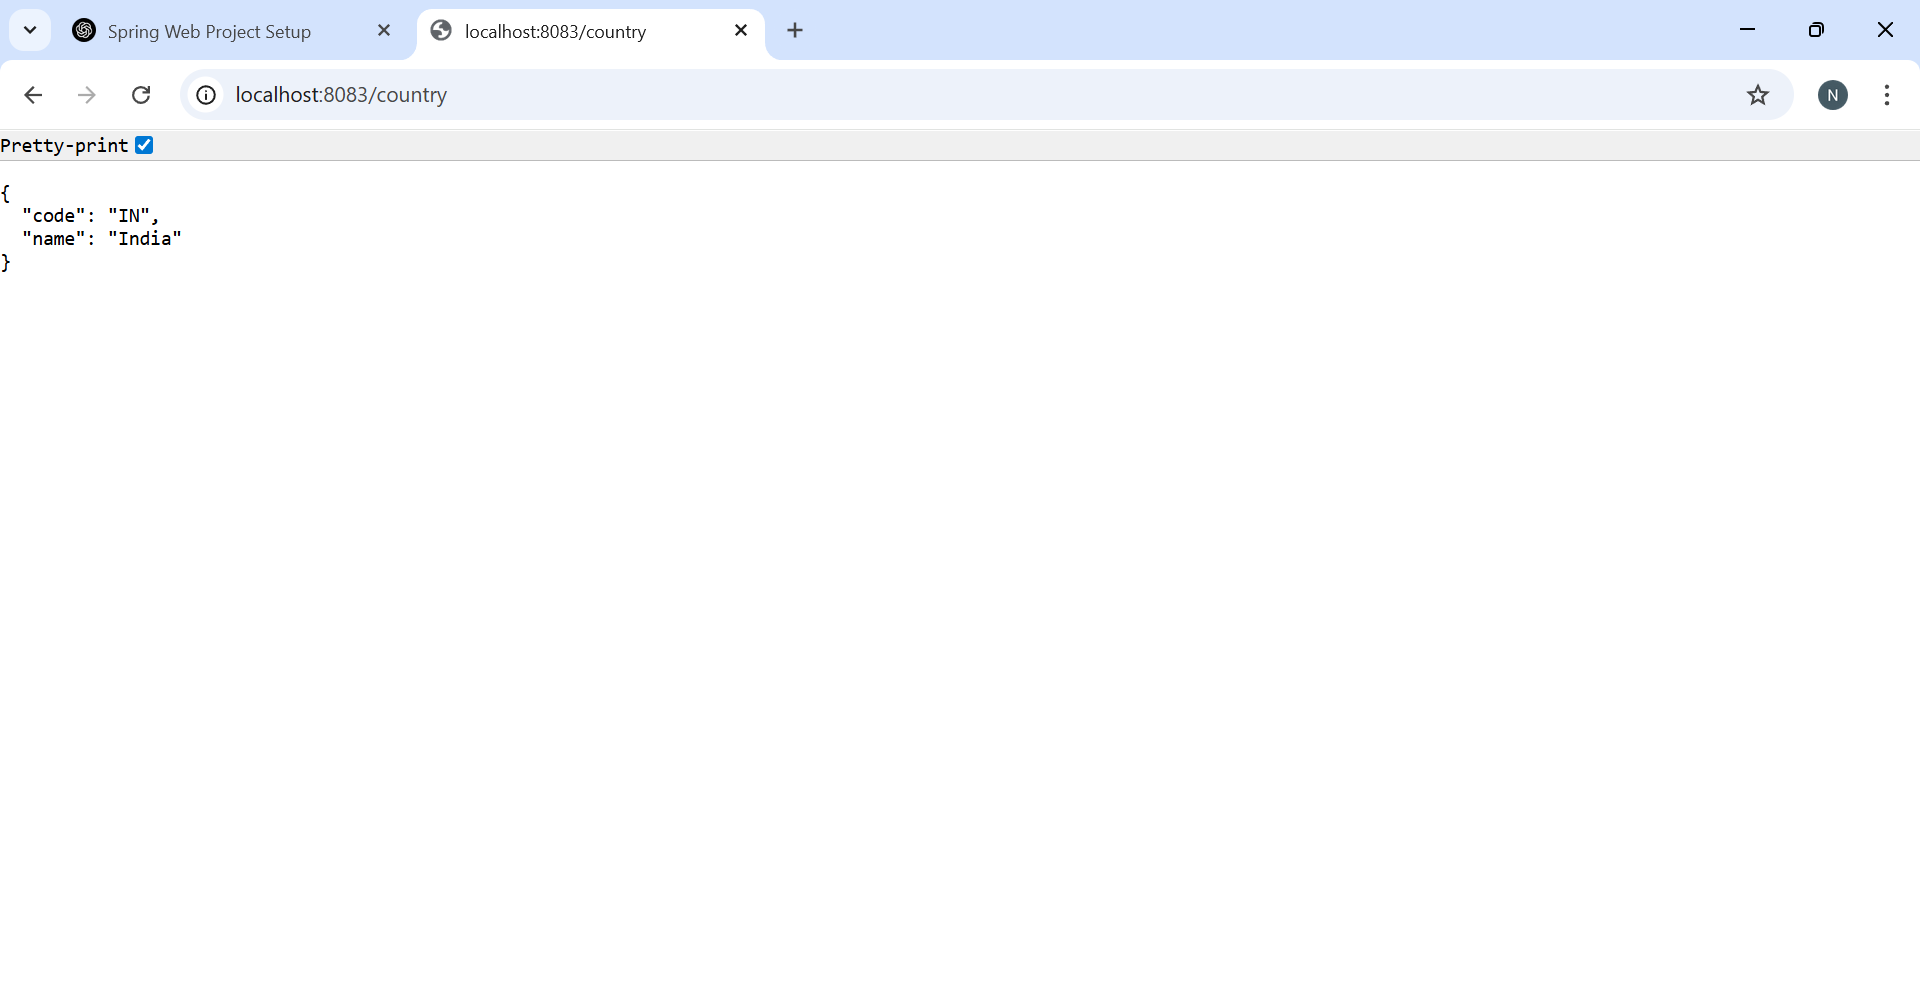 Spring Web Project Setup
localhost:8083/country
localhost:8083/country
N
Pretty-print
{
  "code": "IN",
  "name": "India"
}